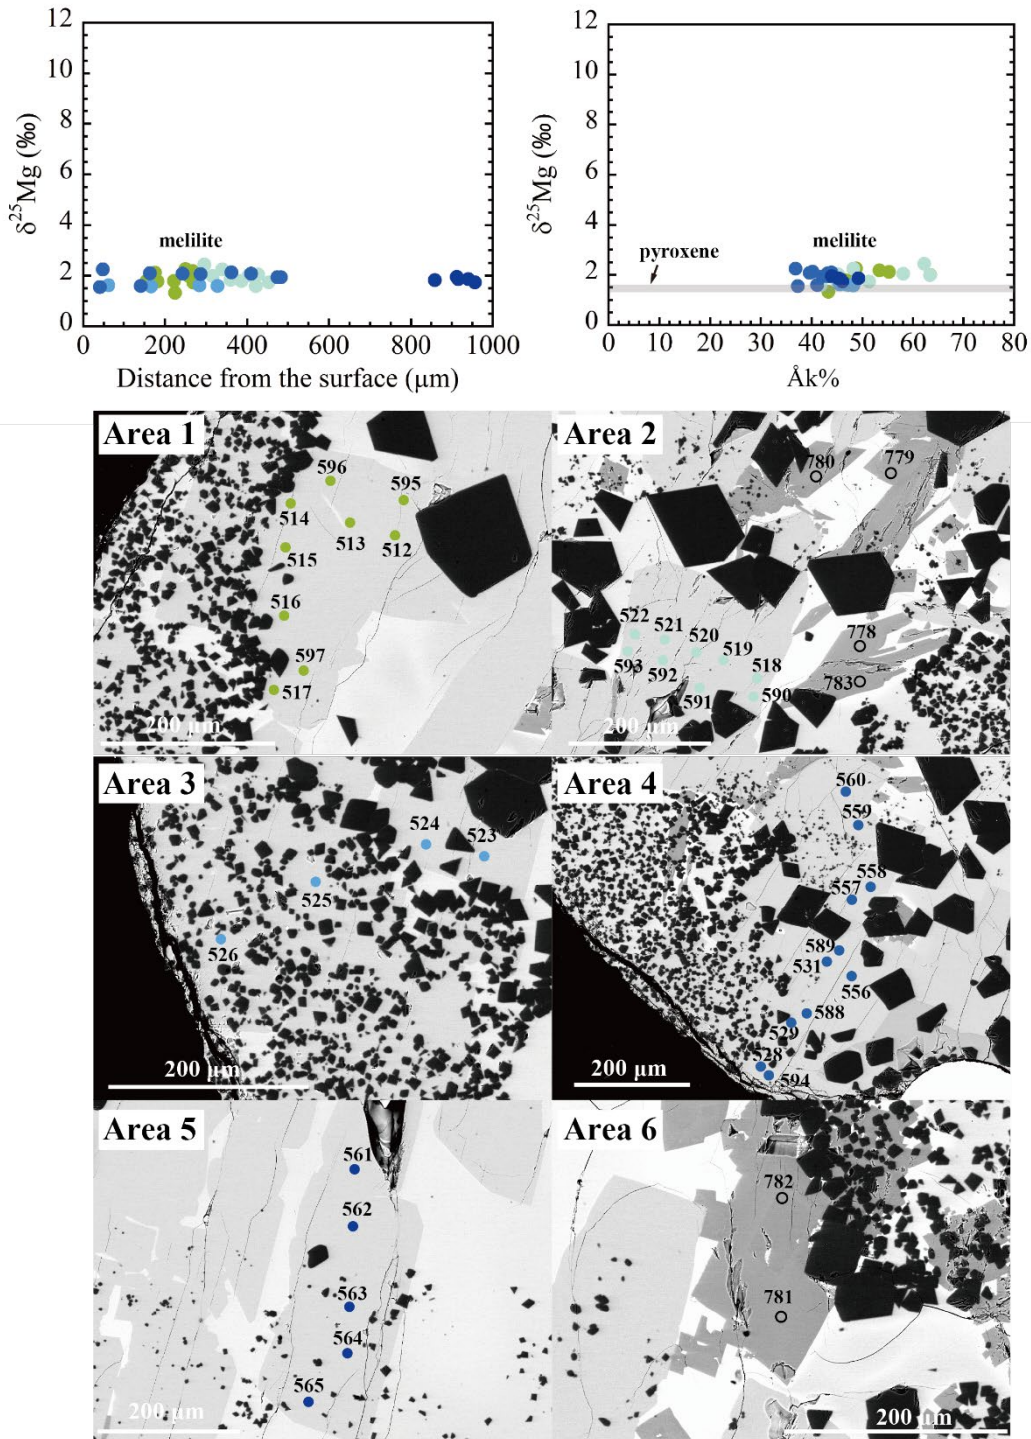 12
10
8
6
4
2
0
δ²⁵Mg (‰)
melilite
0 200 400 600 800 1000
Distance from the surface (μm)
12
10
8
6
4
2
0
δ²⁵Mg (‰)
pyroxene
melilite
0 10 20 30 40 50 60 70 80
Åk%
Area 1
596
595
514
513
512
515
516
597
517
200 μm
Area 2
780
779
522
521
520
519
518
593
592
591
590
778
783
200 μm
Area 3
524
523
525
526
200 μm
Area 4
560
559
558
557
589
531
556
588
529
528
594
200 μm
Area 5
561
562
563
564
565
200 μm
Area 6
782
781
200 μm